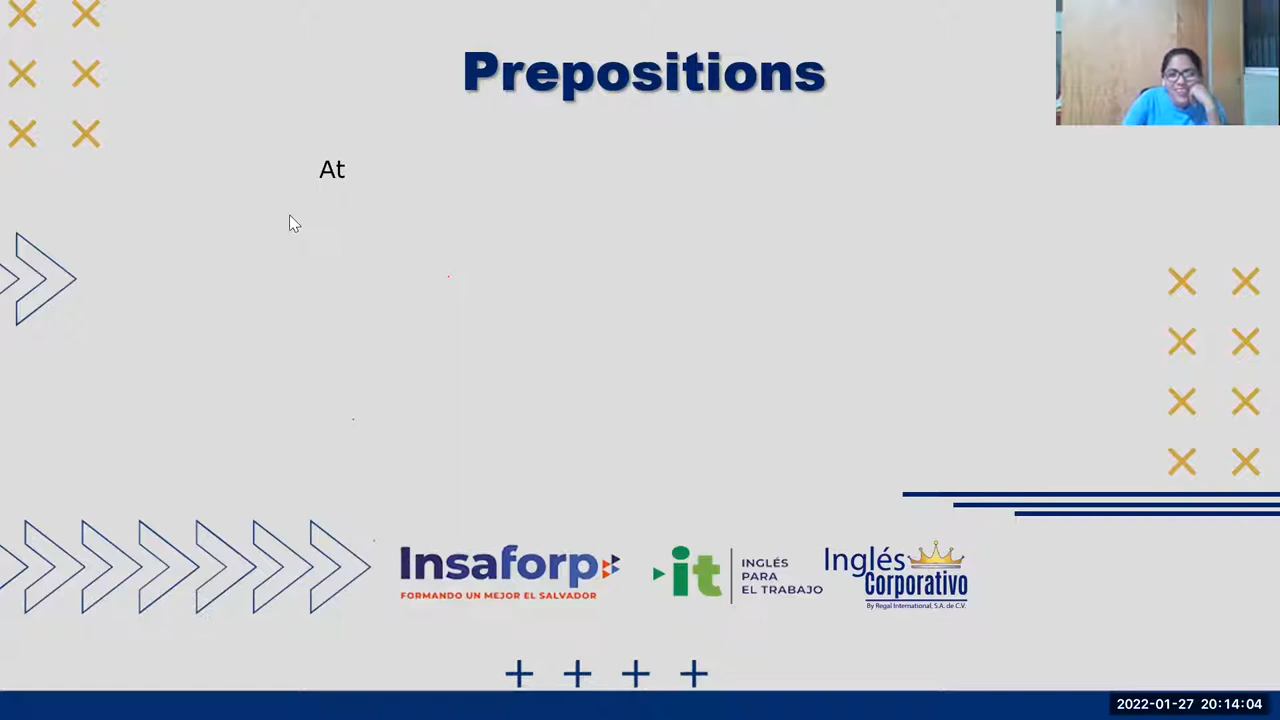 Prepositions
At
Insaforp
FORMANDO UN MEJOR EL SALVADOR
it
INGLÉS
PARA
EL TRABAJO
Inglés
Corporativo
By Regal International, S.A. de C.V.
2022-01-27 20:14:04